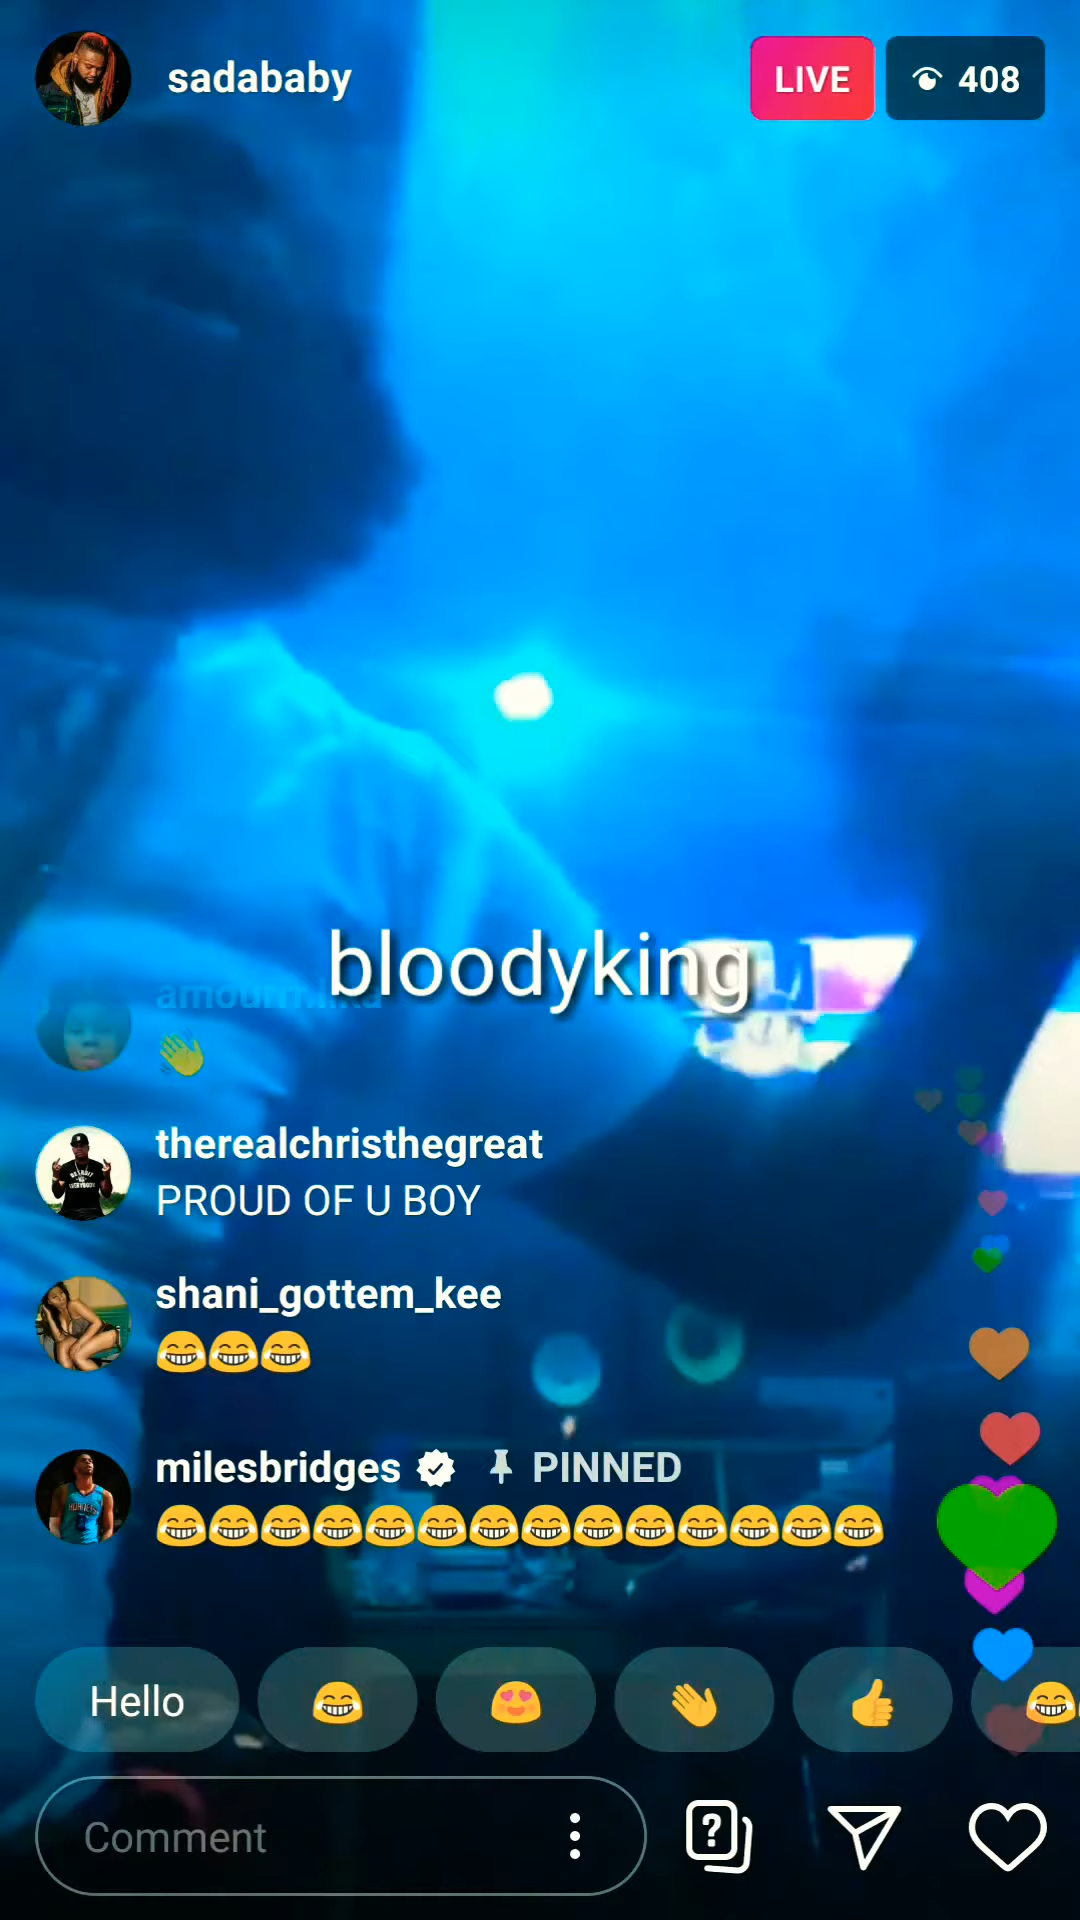 sadababy
LIVE
408
bloodyking
therealchristhegreat
PROUD OF U BOY
shani_gottem_kee
😂😂😂
milesbridges PINNED
😂😂😂😂😂😂😂😂😂😂😂😂😂😂
Hello
Comment